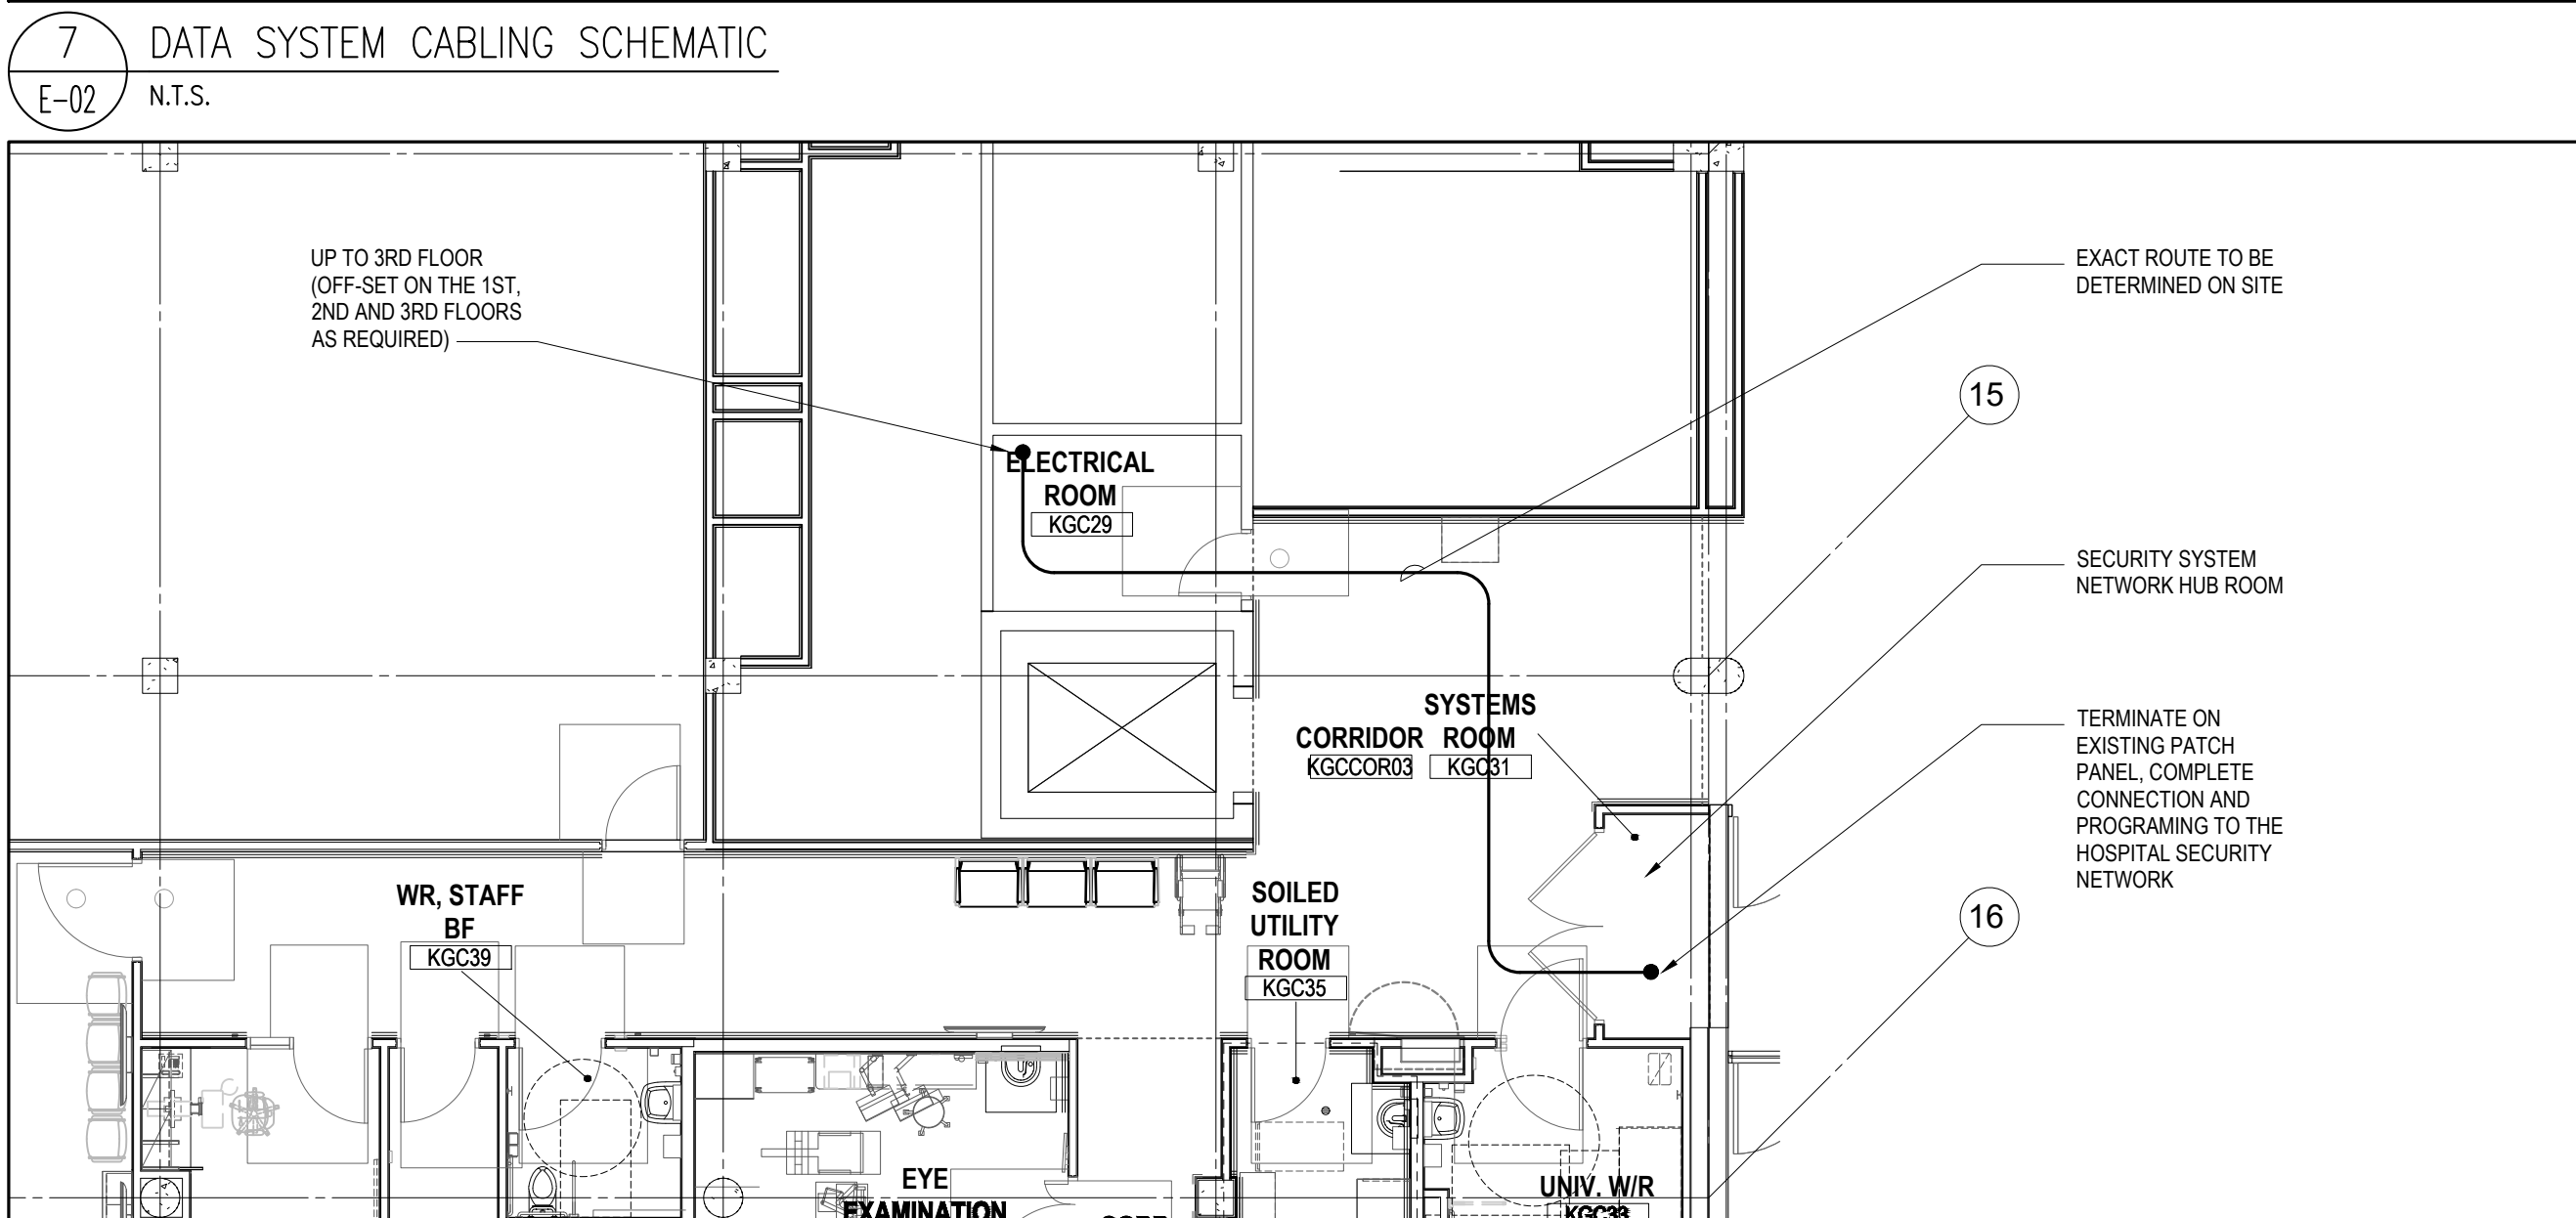 7
DATA SYSTEM CABLING SCHEMATIC
E-02
N.T.S.
UP TO 3RD FLOOR
(OFF-SET ON THE 1ST,
2ND AND 3RD FLOORS
AS REQUIRED)
EXACT ROUTE TO BE
DETERMINED ON SITE
15
ELECTRICAL
ROOM
KGC29
SECURITY SYSTEM
NETWORK HUB ROOM
SYSTEMS
ROOM
KGC31
CORRIDOR
KGCCOR03
TERMINATE ON
EXISTING PATCH
PANEL, COMPLETE
CONNECTION AND
PROGRAMING TO THE
HOSPITAL SECURITY
NETWORK
16
WR, STAFF
BF
KGC39
SOILED
UTILITY
ROOM
KGC35
EYE
EXAMINATION
CORR
UNIV. W/R
KGC33